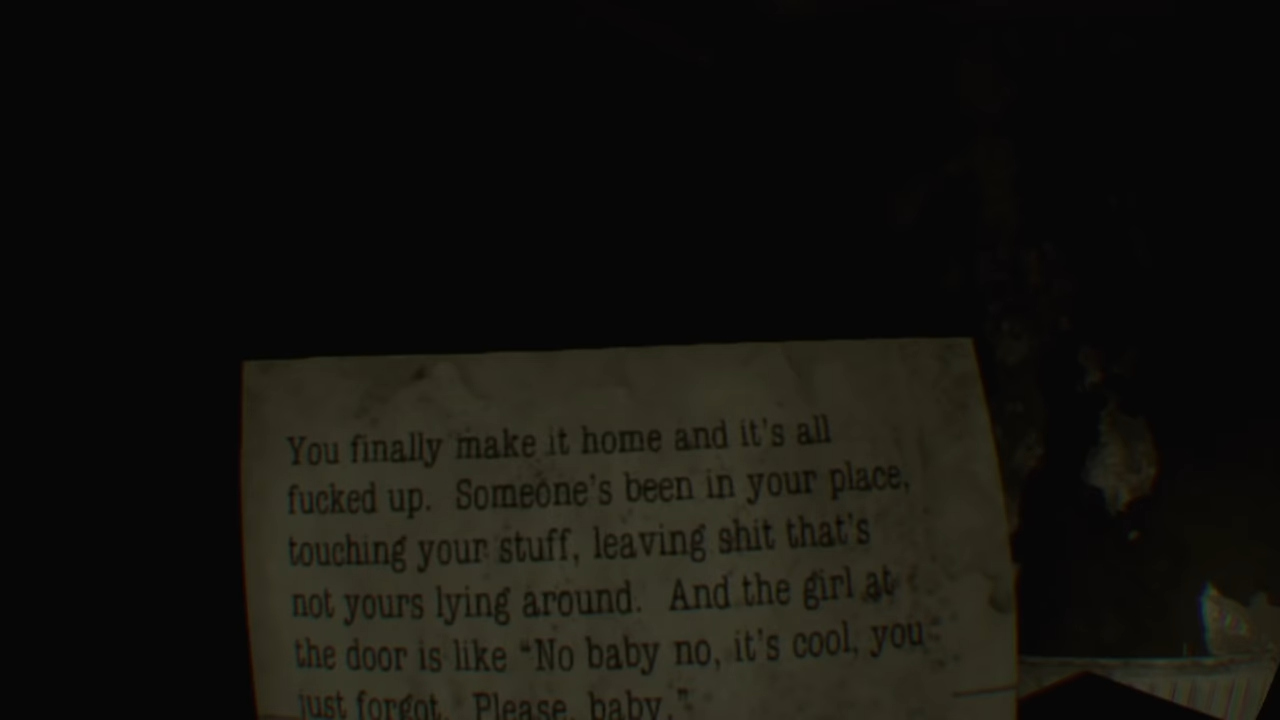 You finally make it home and it's all
fucked up.  Someone's been in your place,
touching your stuff, leaving shit that's
not yours lying around.  And the girl at
the door is like “No baby no, it's cool, you
just forgot.  Please, baby.”